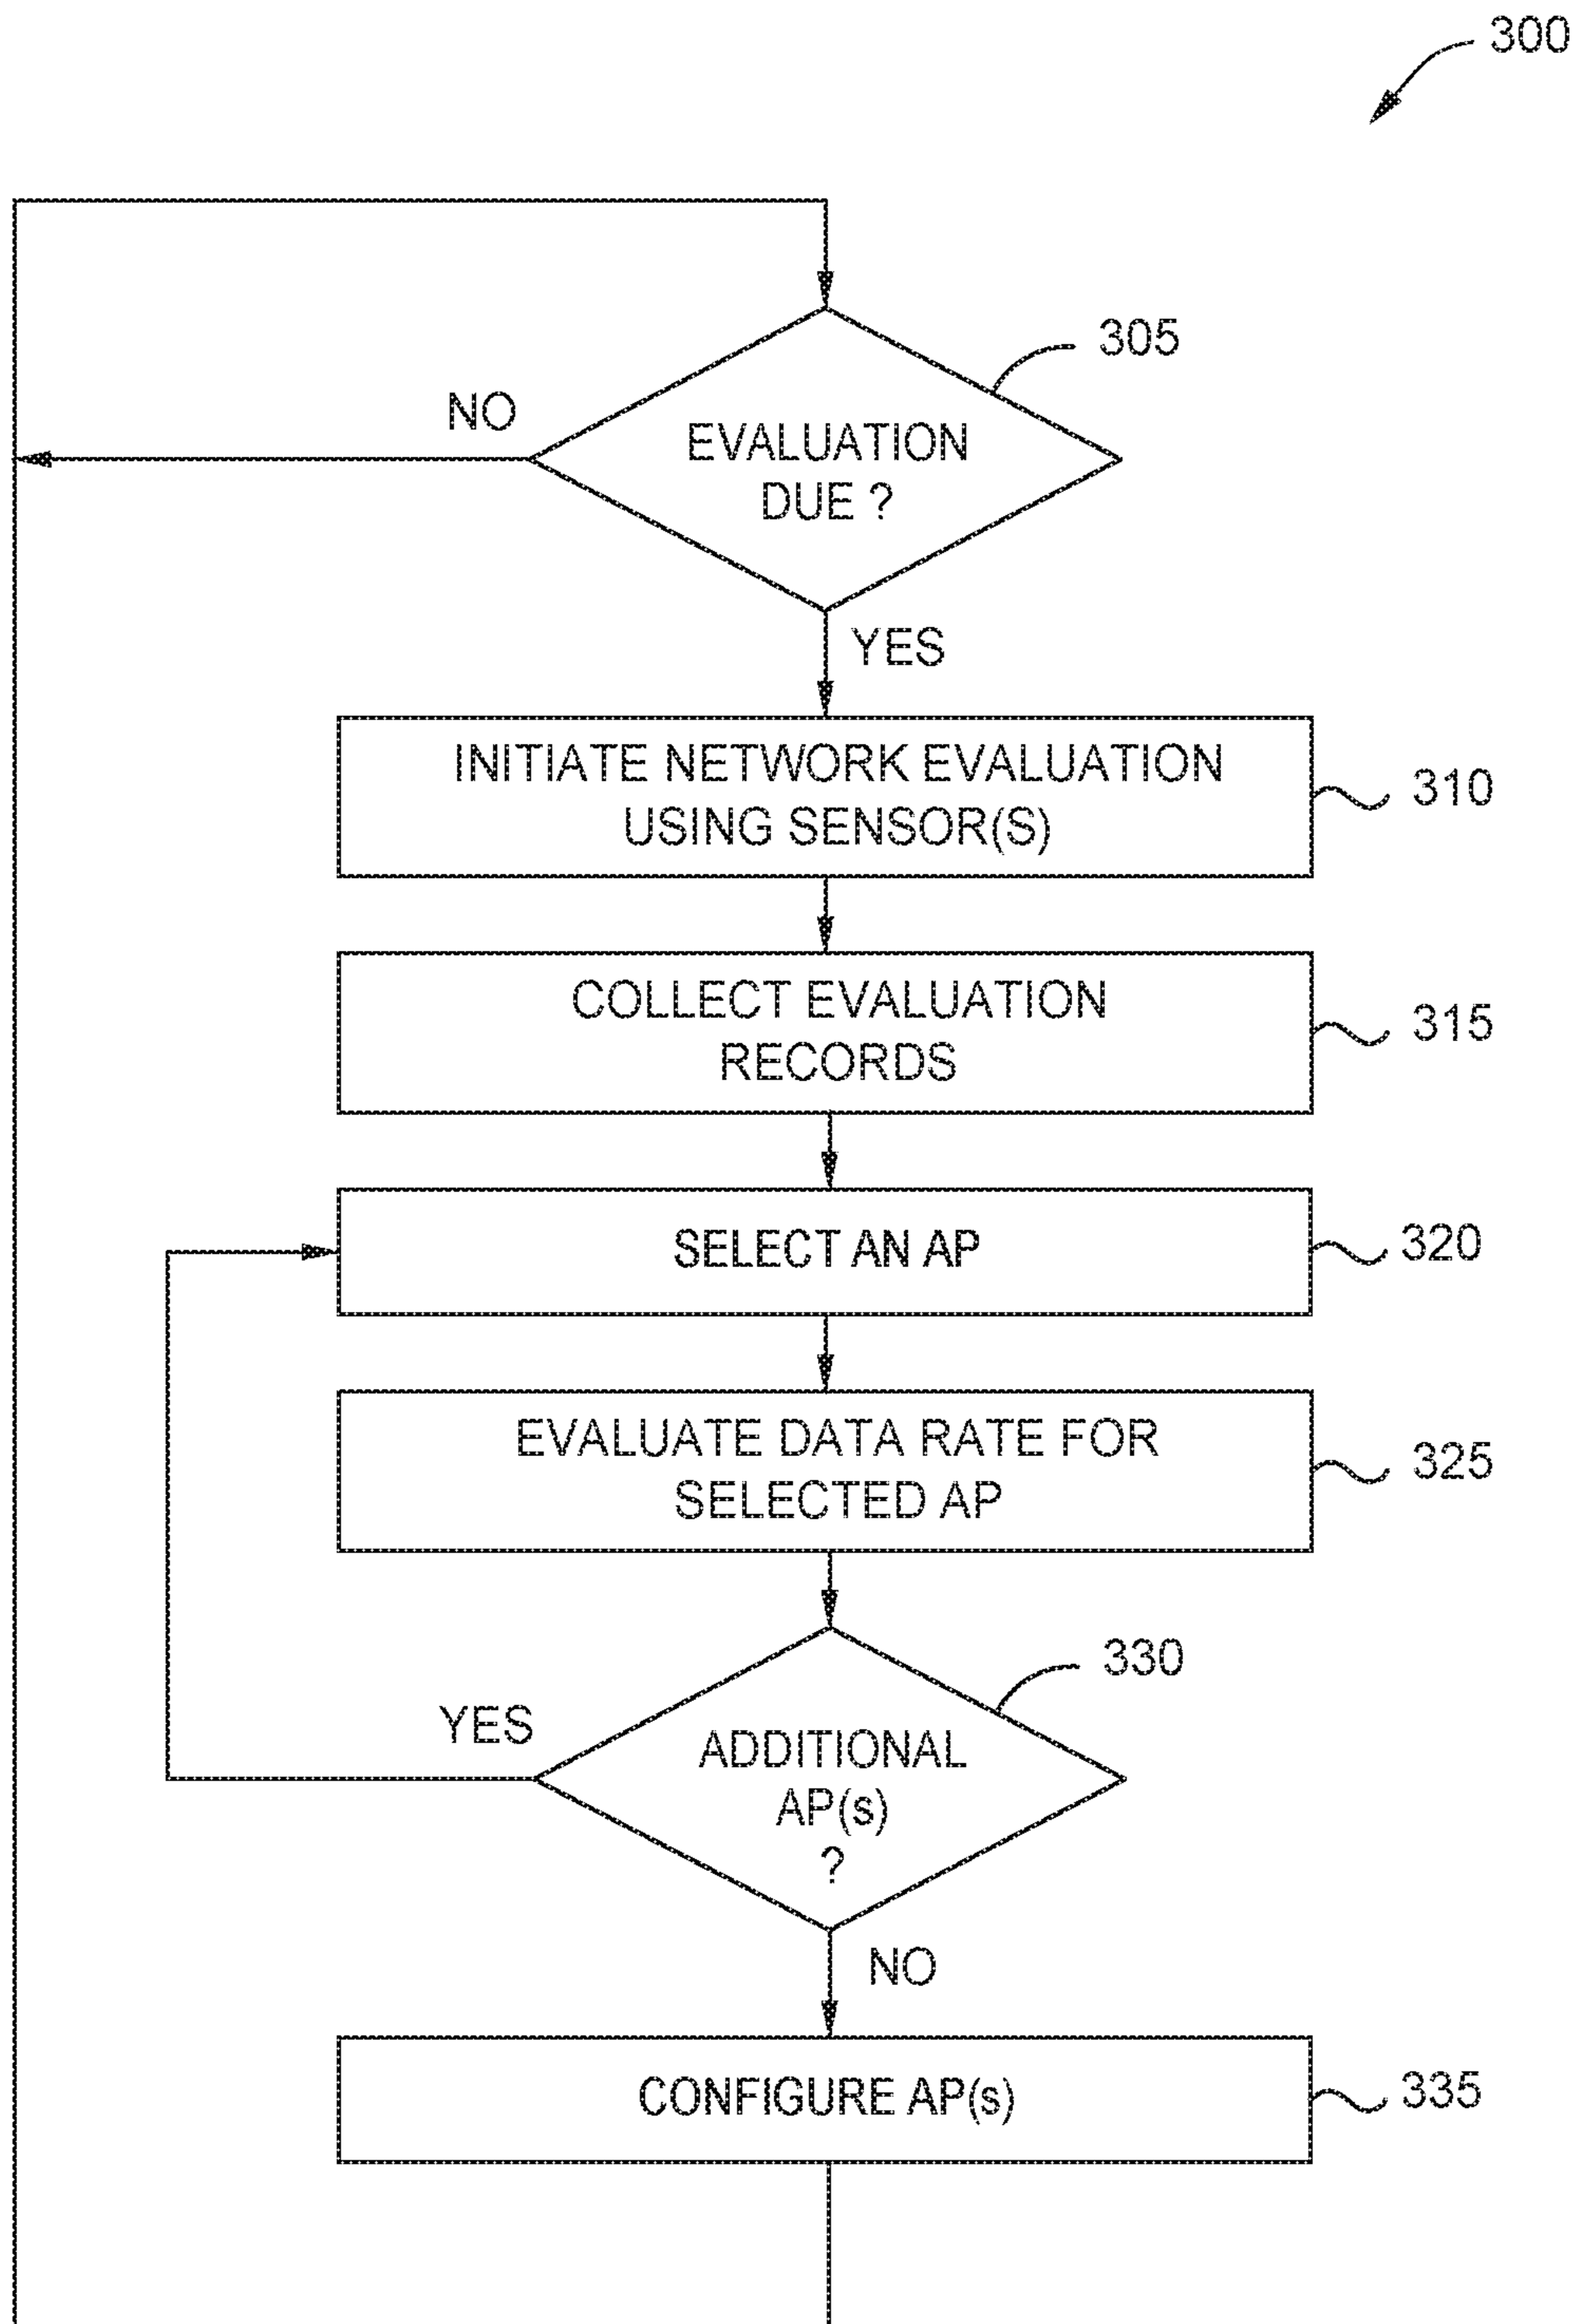 300
305
NO
EVALUATION
DUE ?
YES
INITIATE NETWORK EVALUATION
USING SENSOR(S)
310
COLLECT EVALUATION
RECORDS
315
SELECT AN AP
320
EVALUATE DATA RATE FOR
SELECTED AP
325
330
YES
ADDITIONAL
AP(s)
?
NO
CONFIGURE AP(s)
335